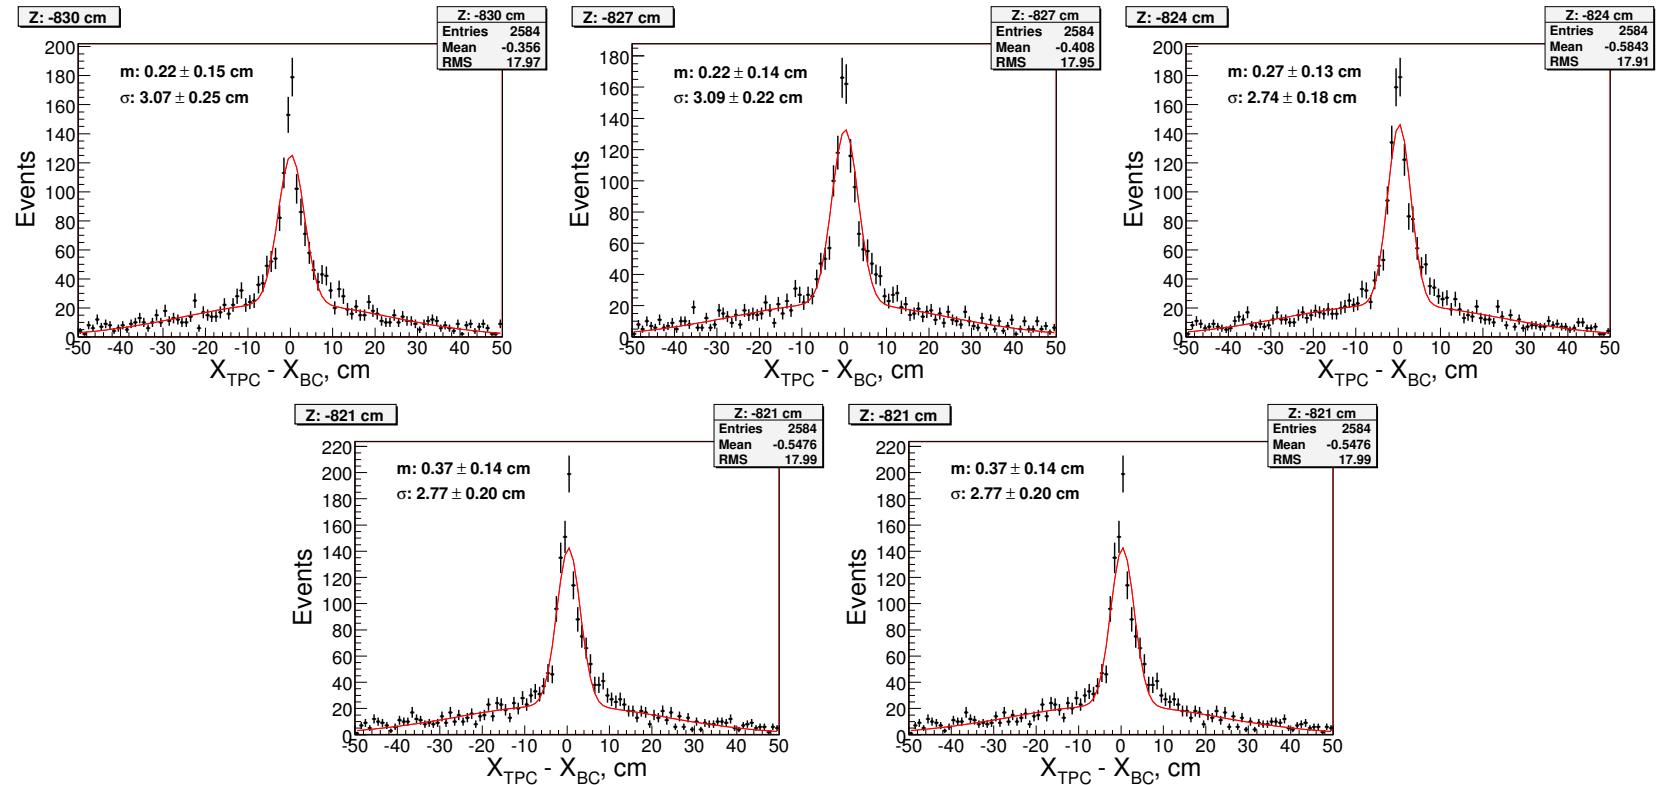 Z: -830 cm
Z: -830 cm
Entries 2584
Mean -0.356
RMS 17.97
m: 0.22 ± 0.15 cm
σ: 3.07 ± 0.25 cm
Events
200
180
160
140
120
100
80
60
40
20
0
-50 -40 -30 -20 -10 0 10 20 30 40 50
X_TPC - X_BC, cm
Z: -827 cm
Z: -827 cm
Entries 2584
Mean -0.408
RMS 17.95
m: 0.22 ± 0.14 cm
σ: 3.09 ± 0.22 cm
Events
180
160
140
120
100
80
60
40
20
0
-50 -40 -30 -20 -10 0 10 20 30 40 50
X_TPC - X_BC, cm
Z: -824 cm
Z: -824 cm
Entries 2584
Mean -0.5843
RMS 17.91
m: 0.27 ± 0.13 cm
σ: 2.74 ± 0.18 cm
Events
200
180
160
140
120
100
80
60
40
20
0
-50 -40 -30 -20 -10 0 10 20 30 40 50
X_TPC - X_BC, cm
Z: -821 cm
Z: -821 cm
Entries 2584
Mean -0.5476
RMS 17.99
m: 0.37 ± 0.14 cm
σ: 2.77 ± 0.20 cm
Events
220
200
180
160
140
120
100
80
60
40
20
0
-50 -40 -30 -20 -10 0 10 20 30 40 50
X_TPC - X_BC, cm
Z: -821 cm
Z: -821 cm
Entries 2584
Mean -0.5476
RMS 17.99
m: 0.37 ± 0.14 cm
σ: 2.77 ± 0.20 cm
Events
220
200
180
160
140
120
100
80
60
40
20
0
-50 -40 -30 -20 -10 0 10 20 30 40 50
X_TPC - X_BC, cm